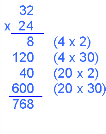 32
x 24
8 (4 x 2)
120 (4 x 30)
40 (20 x 2)
600 (20 x 30)
768